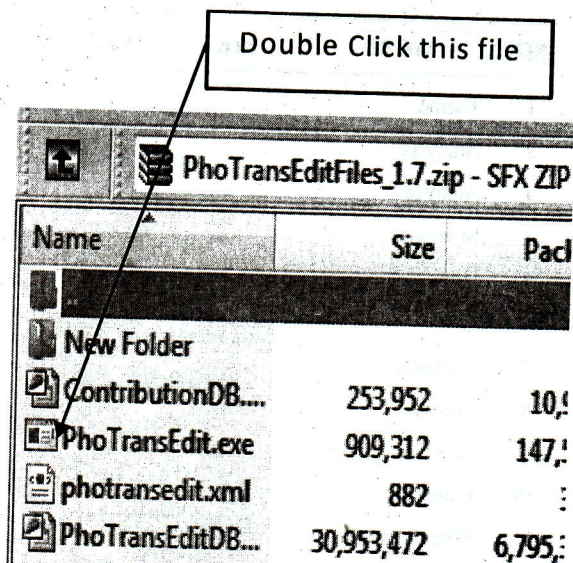 Double Click this file
PhoTransEditFiles_1.7.zip - SFX ZIP
Name Size Pack
..
New Folder
ContributionDB.... 253,952 10,
PhoTransEdit.exe 909,312 147,
photransedit.xml 882
PhoTransEditDB... 30,953,472 6,795,